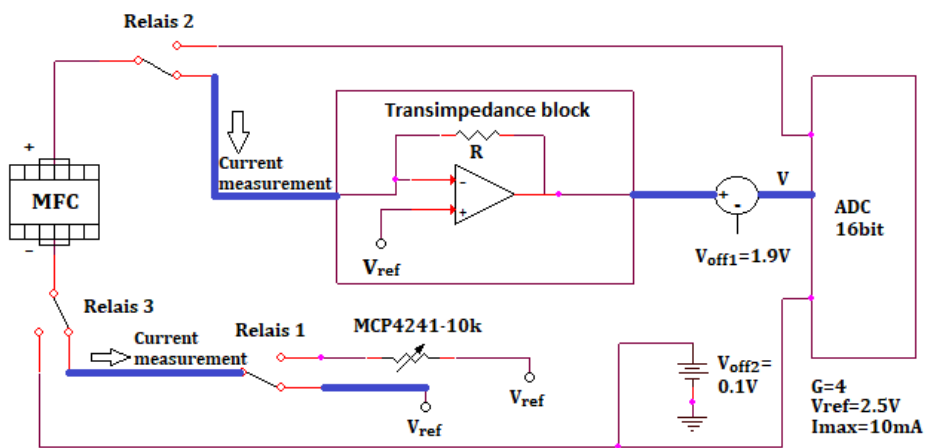 Relais 2
Transimpedance block
R
+
Current
measurement
-
+
MFC
-
V
+
-
ADC
16bit
Vref
Voff1=1.9V
Relais 3
Current
measurement
Relais 1
MCP4241-10k
Vref
Vref
Voff2=
0.1V
G=4
Vref=2.5V
Imax=10mA